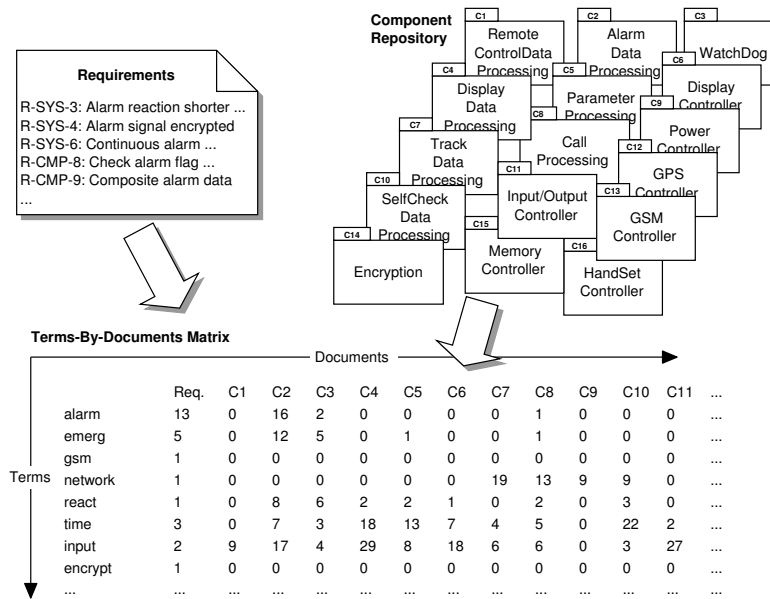 Requirements
R-SYS-3: Alarm reaction shorter ...
R-SYS-4: Alarm signal encrypted
R-SYS-6: Continuous alarm ...
R-CMP-8: Check alarm flag ...
R-CMP-9: Composite alarm data
...
Component
Repository
C1
Remote
ControlData
Processing
C2
Alarm
Data
Processing
C3
WatchDog
C4
Display
Data
Processing
C5
Parameter
Processing
C6
Display
Controller
C7
Track
Data
Processing
C8
Call
Processing
C9
Power
Controller
C10
SelfCheck
Data
Processing
C11
Input/Output
Controller
C12
GPS
Controller
C13
GSM
Controller
C14
Encryption
C15
Memory
Controller
C16
HandSet
Controller
Terms-By-Documents Matrix
Documents
Terms
Req. C1 C2 C3 C4 C5 C6 C7 C8 C9 C10 C11 ...
alarm 13 0 16 2 0 0 0 0 1 0 0 0 ...
emerg 5 0 12 5 0 1 0 0 1 0 0 0 ...
gsm 1 0 0 0 0 0 0 0 0 0 0 0 ...
network 1 0 0 0 0 0 0 19 13 9 9 0 ...
react 1 0 8 6 2 2 1 0 2 0 3 0 ...
time 3 0 7 3 18 13 7 4 5 0 22 2 ...
input 2 9 17 4 29 8 18 6 6 0 3 27 ...
encrypt 1 0 0 0 0 0 0 0 0 0 0 0 ...
... ... ... ... ... ... ... ... ... ... ... ... ... ...